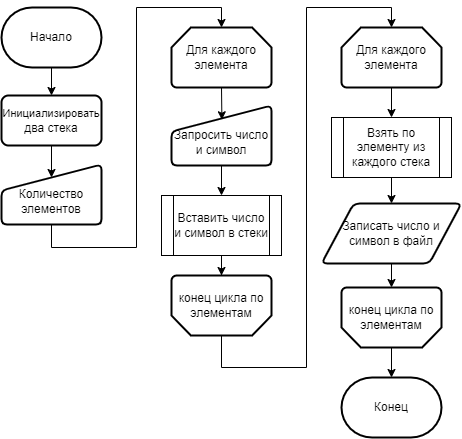 Начало
Инициализировать
два стека
Количество
элементов
Для каждого
элемента
Запросить число
и символ
Вставить число
и символ в стеки
конец цикла по
элементам
Для каждого
элемента
Взять по
элементу из
каждого стека
Записать число и
символ в файл
конец цикла по
элементам
Конец